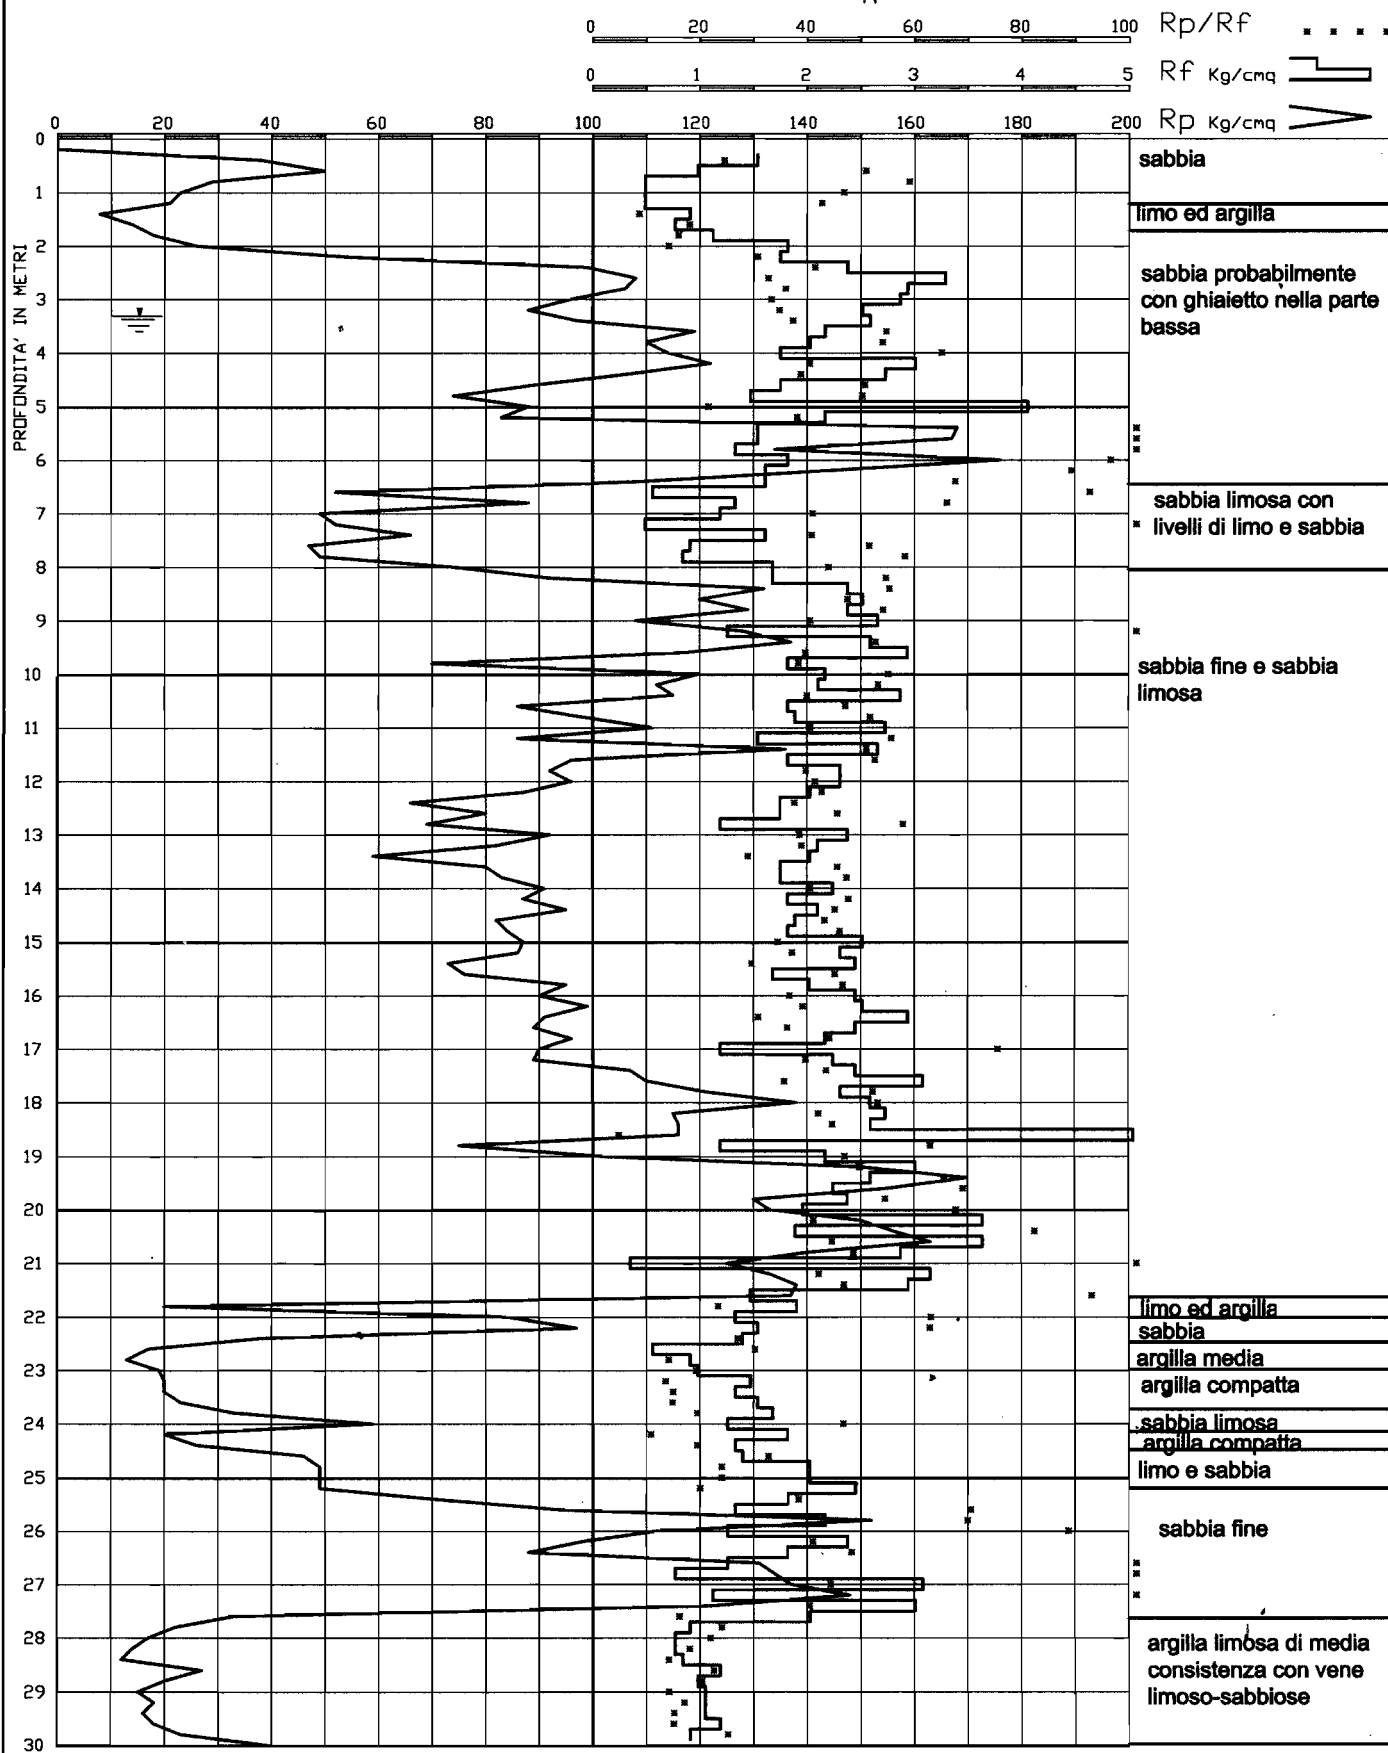 0 20 40 60 80 100 Rp/Rf
0 1 2 3 4 5 Rf Kg/cmq
0 20 40 60 80 100 120 140 160 180 200 Rp Kg/cmq
PROFONDITA' IN METRI
0
1
2
3
4
5
6
7
8
9
10
11
12
13
14
15
16
17
18
19
20
21
22
23
24
25
26
27
28
29
30
sabbia
limo ed argilla
sabbia probabilmente
con ghiaietto nella parte
bassa
sabbia limosa con
livelli di limo e sabbia
sabbia fine e sabbia
limosa
limo ed argilla
sabbia
argilla media
argilla compatta
sabbia limosa
argilla compatta
limo e sabbia
sabbia fine
argilla limosa di media
consistenza con vene
limoso-sabbiose